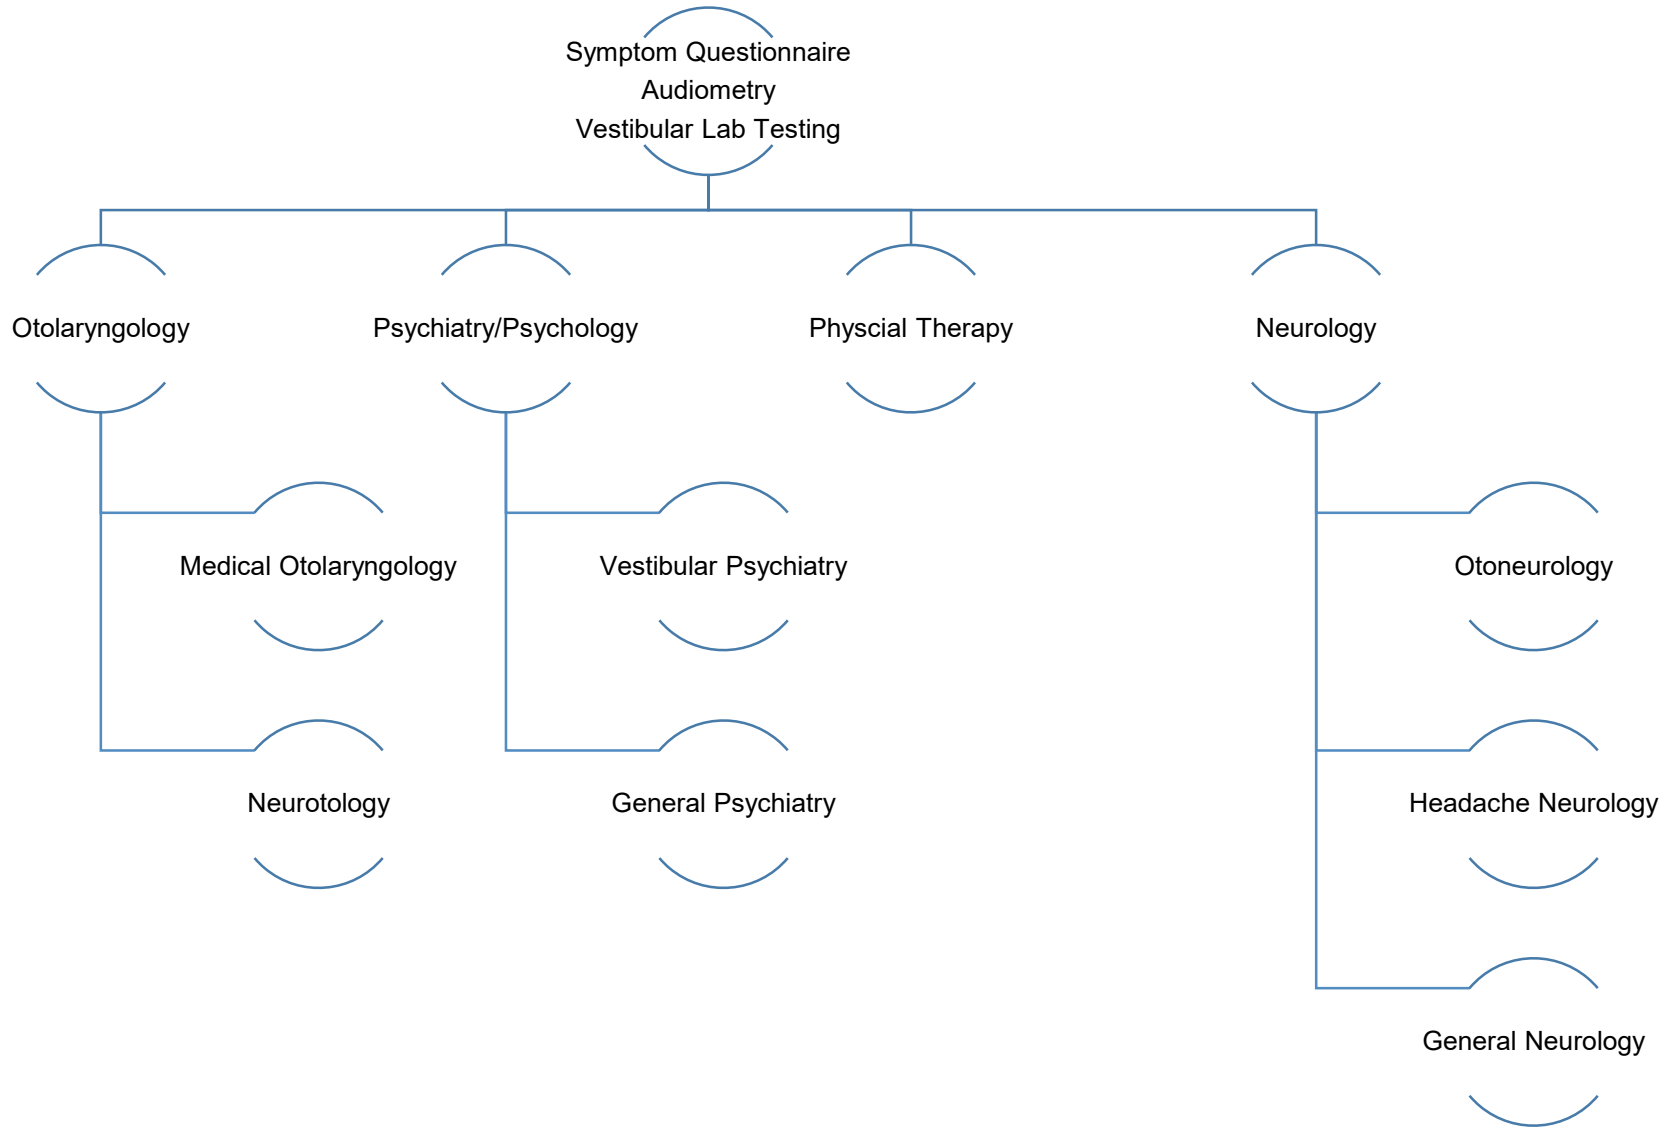 Symptom Questionnaire
Audiometry
Vestibular Lab Testing
Otolaryngology
Psychiatry/Psychology
Physcial Therapy
Neurology
Medical Otolaryngology
Vestibular Psychiatry
Otoneurology
Neurotology
General Psychiatry
Headache Neurology
General Neurology